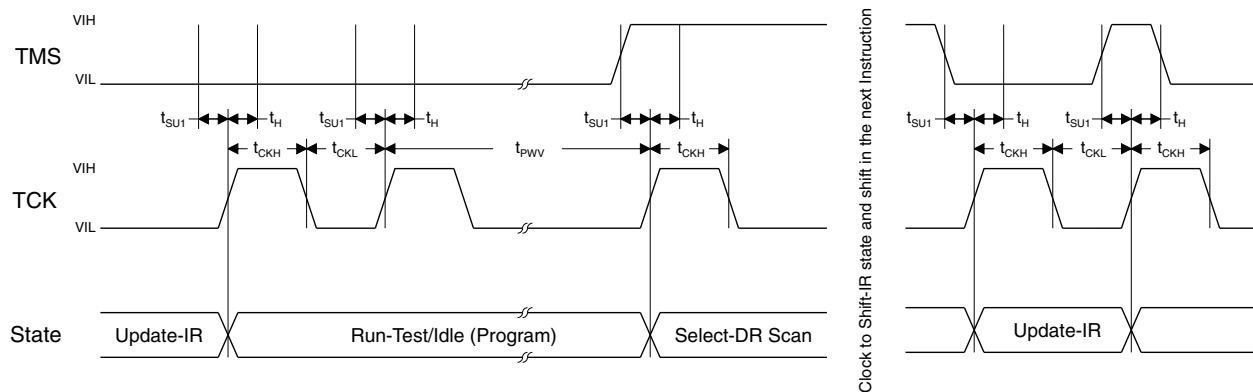 VIH
TMS
VIL
tSU1 tH tSU1 tH tSU1 tH tSU1 tH tSU1 tH
tCKH tCKL tPWV tCKH tCKH tCKL tCKH
VIH
TCK
VIL
State Update-IR Run-Test/Idle (Program) Select-DR Scan Update-IR
Clock to Shift-IR state and shift in the next Instruction